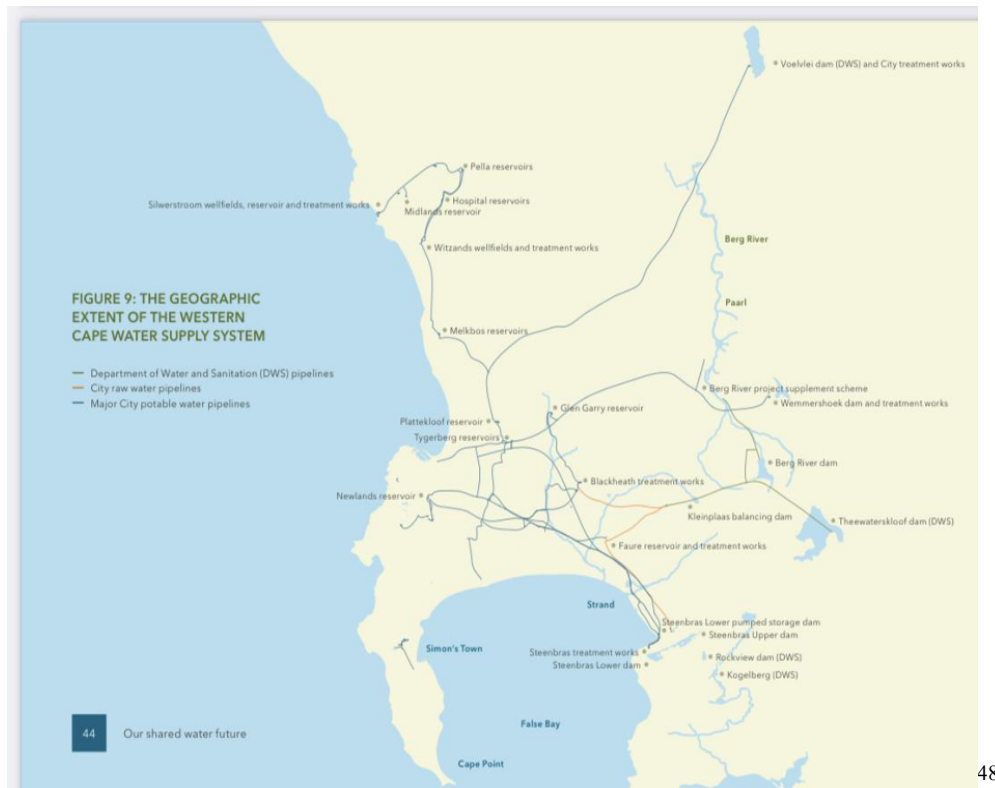 Voelvlei dam (DWS) and City treatment works
Pella reservoirs
Silwerstroom wellfields, reservoir and treatment works
Hospital reservoirs
Midlands reservoir
Witzands wellfields and treatment works
Berg River
FIGURE 9: THE GEOGRAPHIC
EXTENT OF THE WESTERN
CAPE WATER SUPPLY SYSTEM
Paarl
Melkbos reservoirs
Department of Water and Sanitation (DWS) pipelines
City raw water pipelines
Major City potable water pipelines
Berg River project supplement scheme
Wemmershoek dam and treatment works
Glen Garry reservoir
Plattekloof reservoir
Tygerberg reservoirs
Berg River dam
Blackheath treatment works
Newlands reservoir
Kleinplaas balancing dam
Theewaterskloof dam (DWS)
Faure reservoir and treatment works
Strand
Steenbras Lower pumped storage dam
Steenbras Upper dam
Simon's Town
Steenbras treatment works
Rockview dam (DWS)
Steenbras Lower dam
Kogelberg (DWS)
False Bay
44 Our shared water future
Cape Point
48